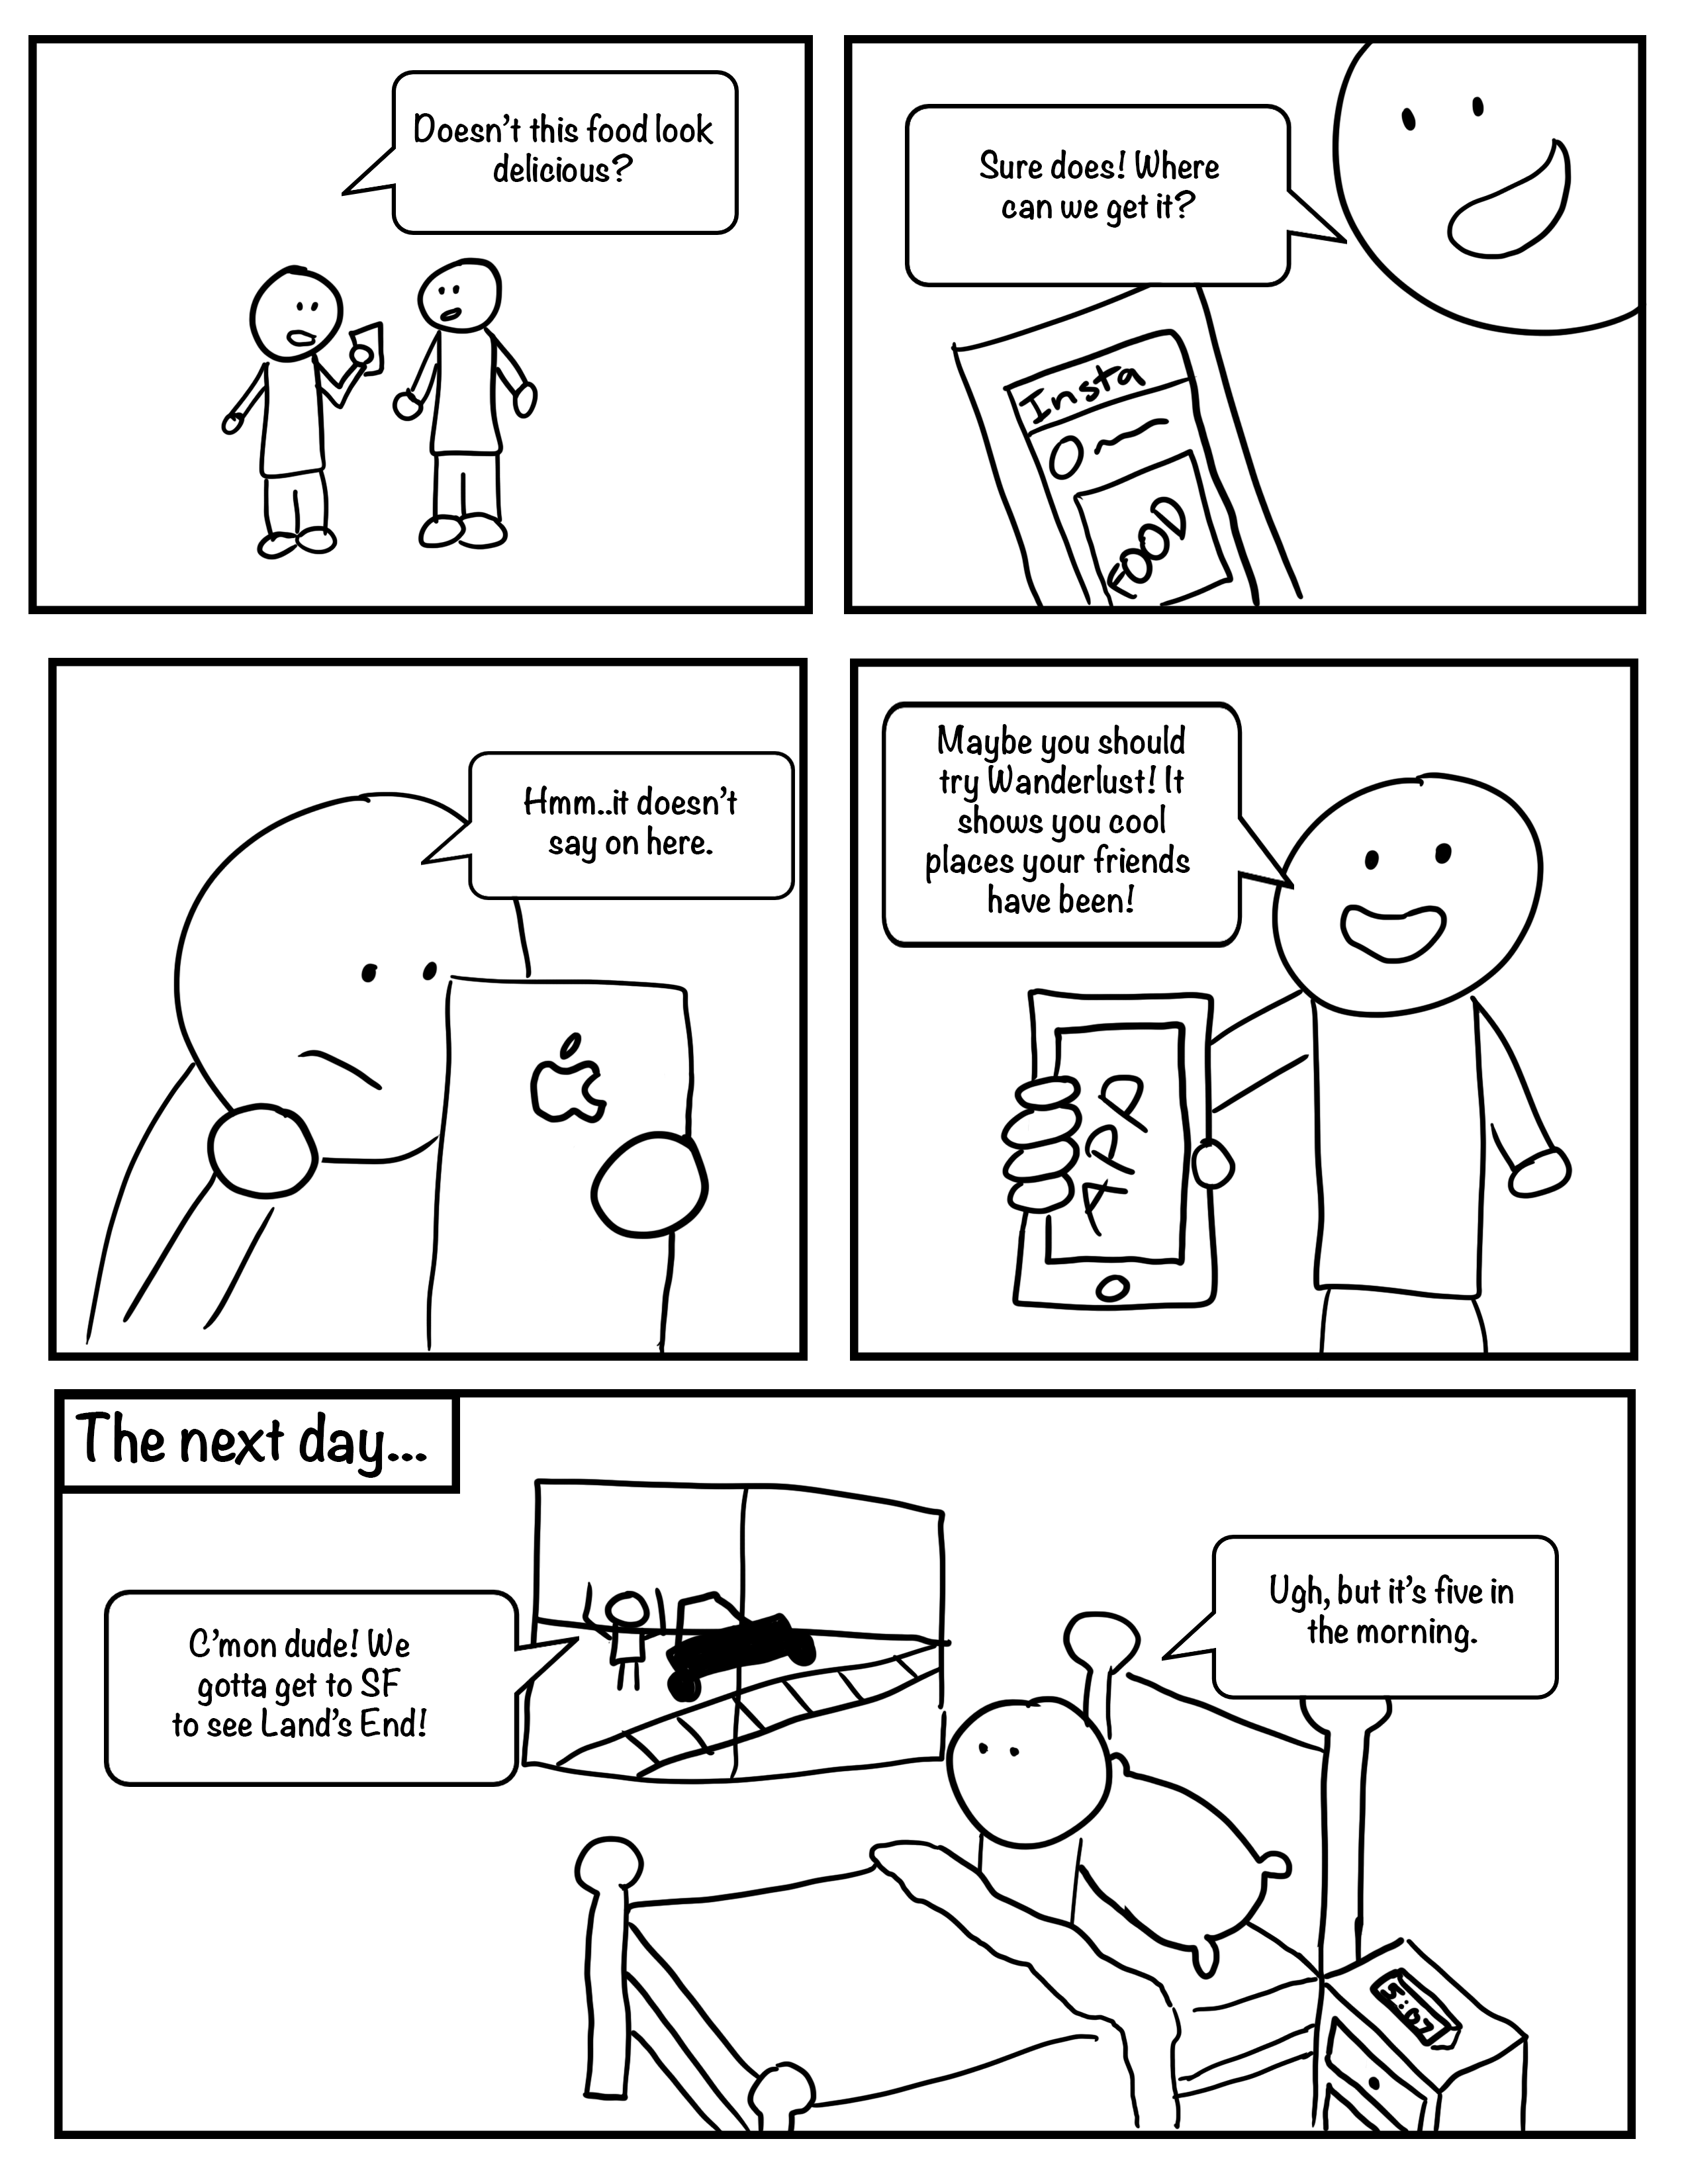 Doesn't this food look
delicious?
Sure does! Where
can we get it?
Insta
FOOD
Hmm..it doesn't
say on here.
Maybe you should
try Wanderlust! It
shows you cool
places your friends
have been!
APP
The next day...
C'mon dude! We
gotta get to SF
to see Land's End!
Ugh, but it's five in
the morning.
5:07